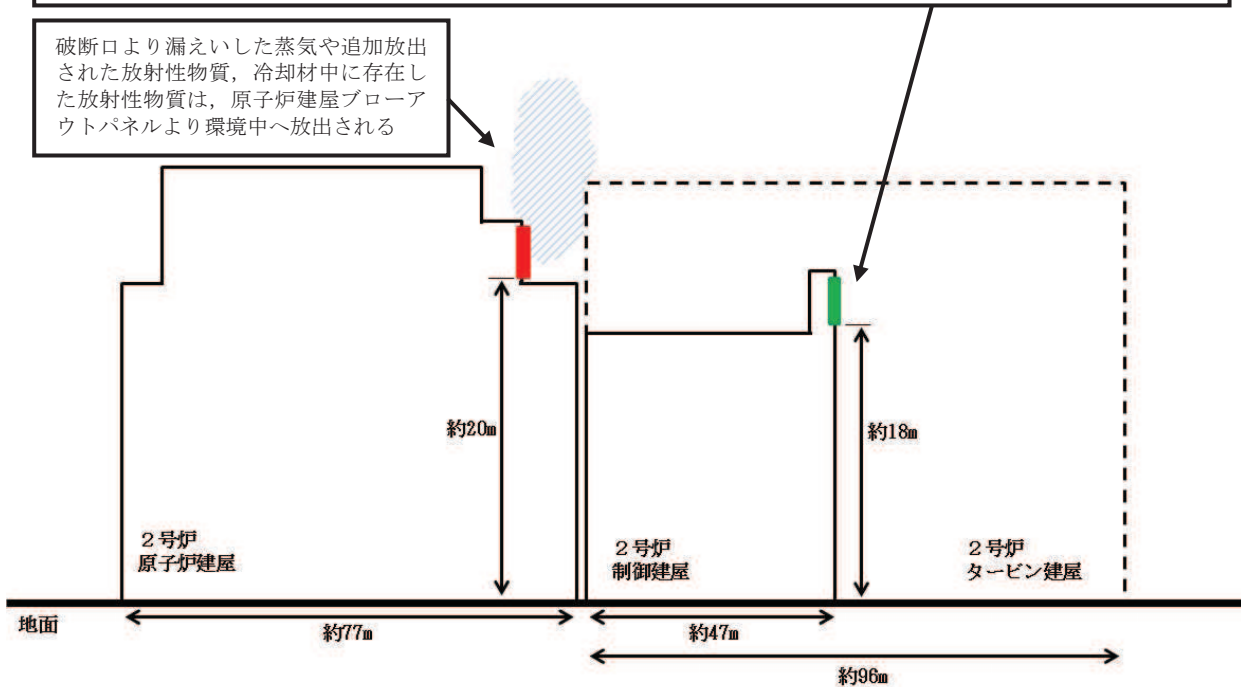 破断口より漏えいした蒸気や追加放出
された放射性物質，冷却材中に存在し
た放射性物質は，原子炉建屋ブローア
ウトパネルより環境中へ放出される
約20m
約18m
２号炉
原子炉建屋
２号炉
制御建屋
２号炉
タービン建屋
地面
約77m
約47m
約96m